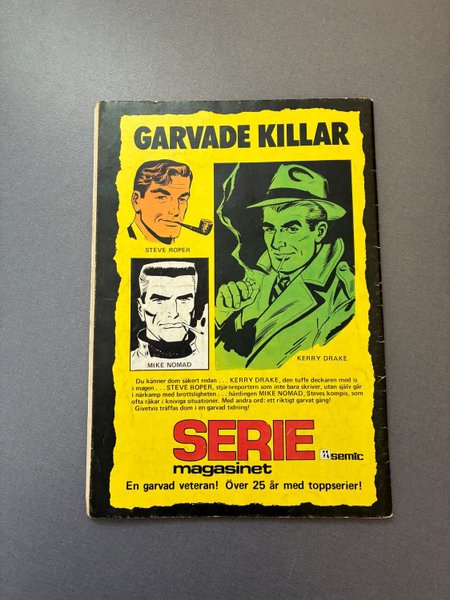 GARVADE KILLAR
STEVE ROPER
MIKE NOMAD
KERRY DRAKE
Du känner dom säkert redan . . . KERRY DRAKE, den tuffe deckaren med is
i magen . . . STEVE ROPER, stjärnreportern som inte bara skriver, utan själv går
i närkamp med brottsligheten . . . hårdingen MIKE NOMAD, Steves kompis, som
ofta råkar i kniviga situationer. Med andra ord: ett riktigt garvat gäng!
Givetvis träffas dom i en garvad tidning!
SERIE
semic
magasinet
En garvad veteran! Över 25 år med toppserier!